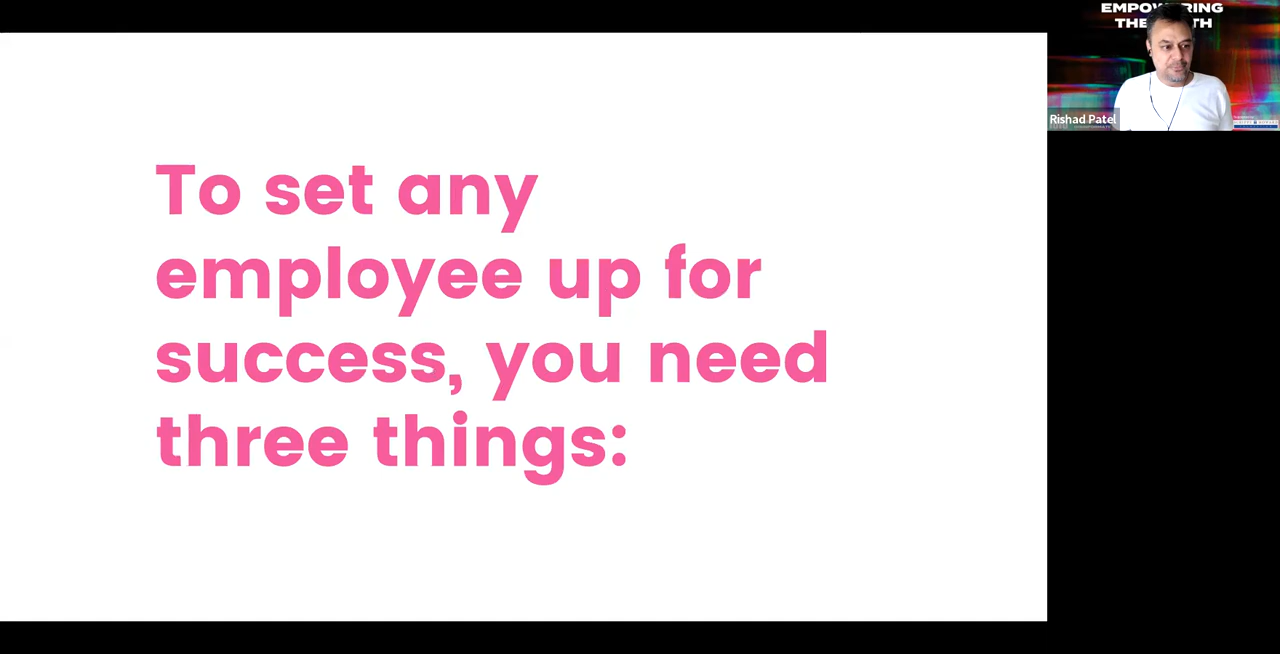 To set any
employee up for
success, you need
three things:
Rishad Patel